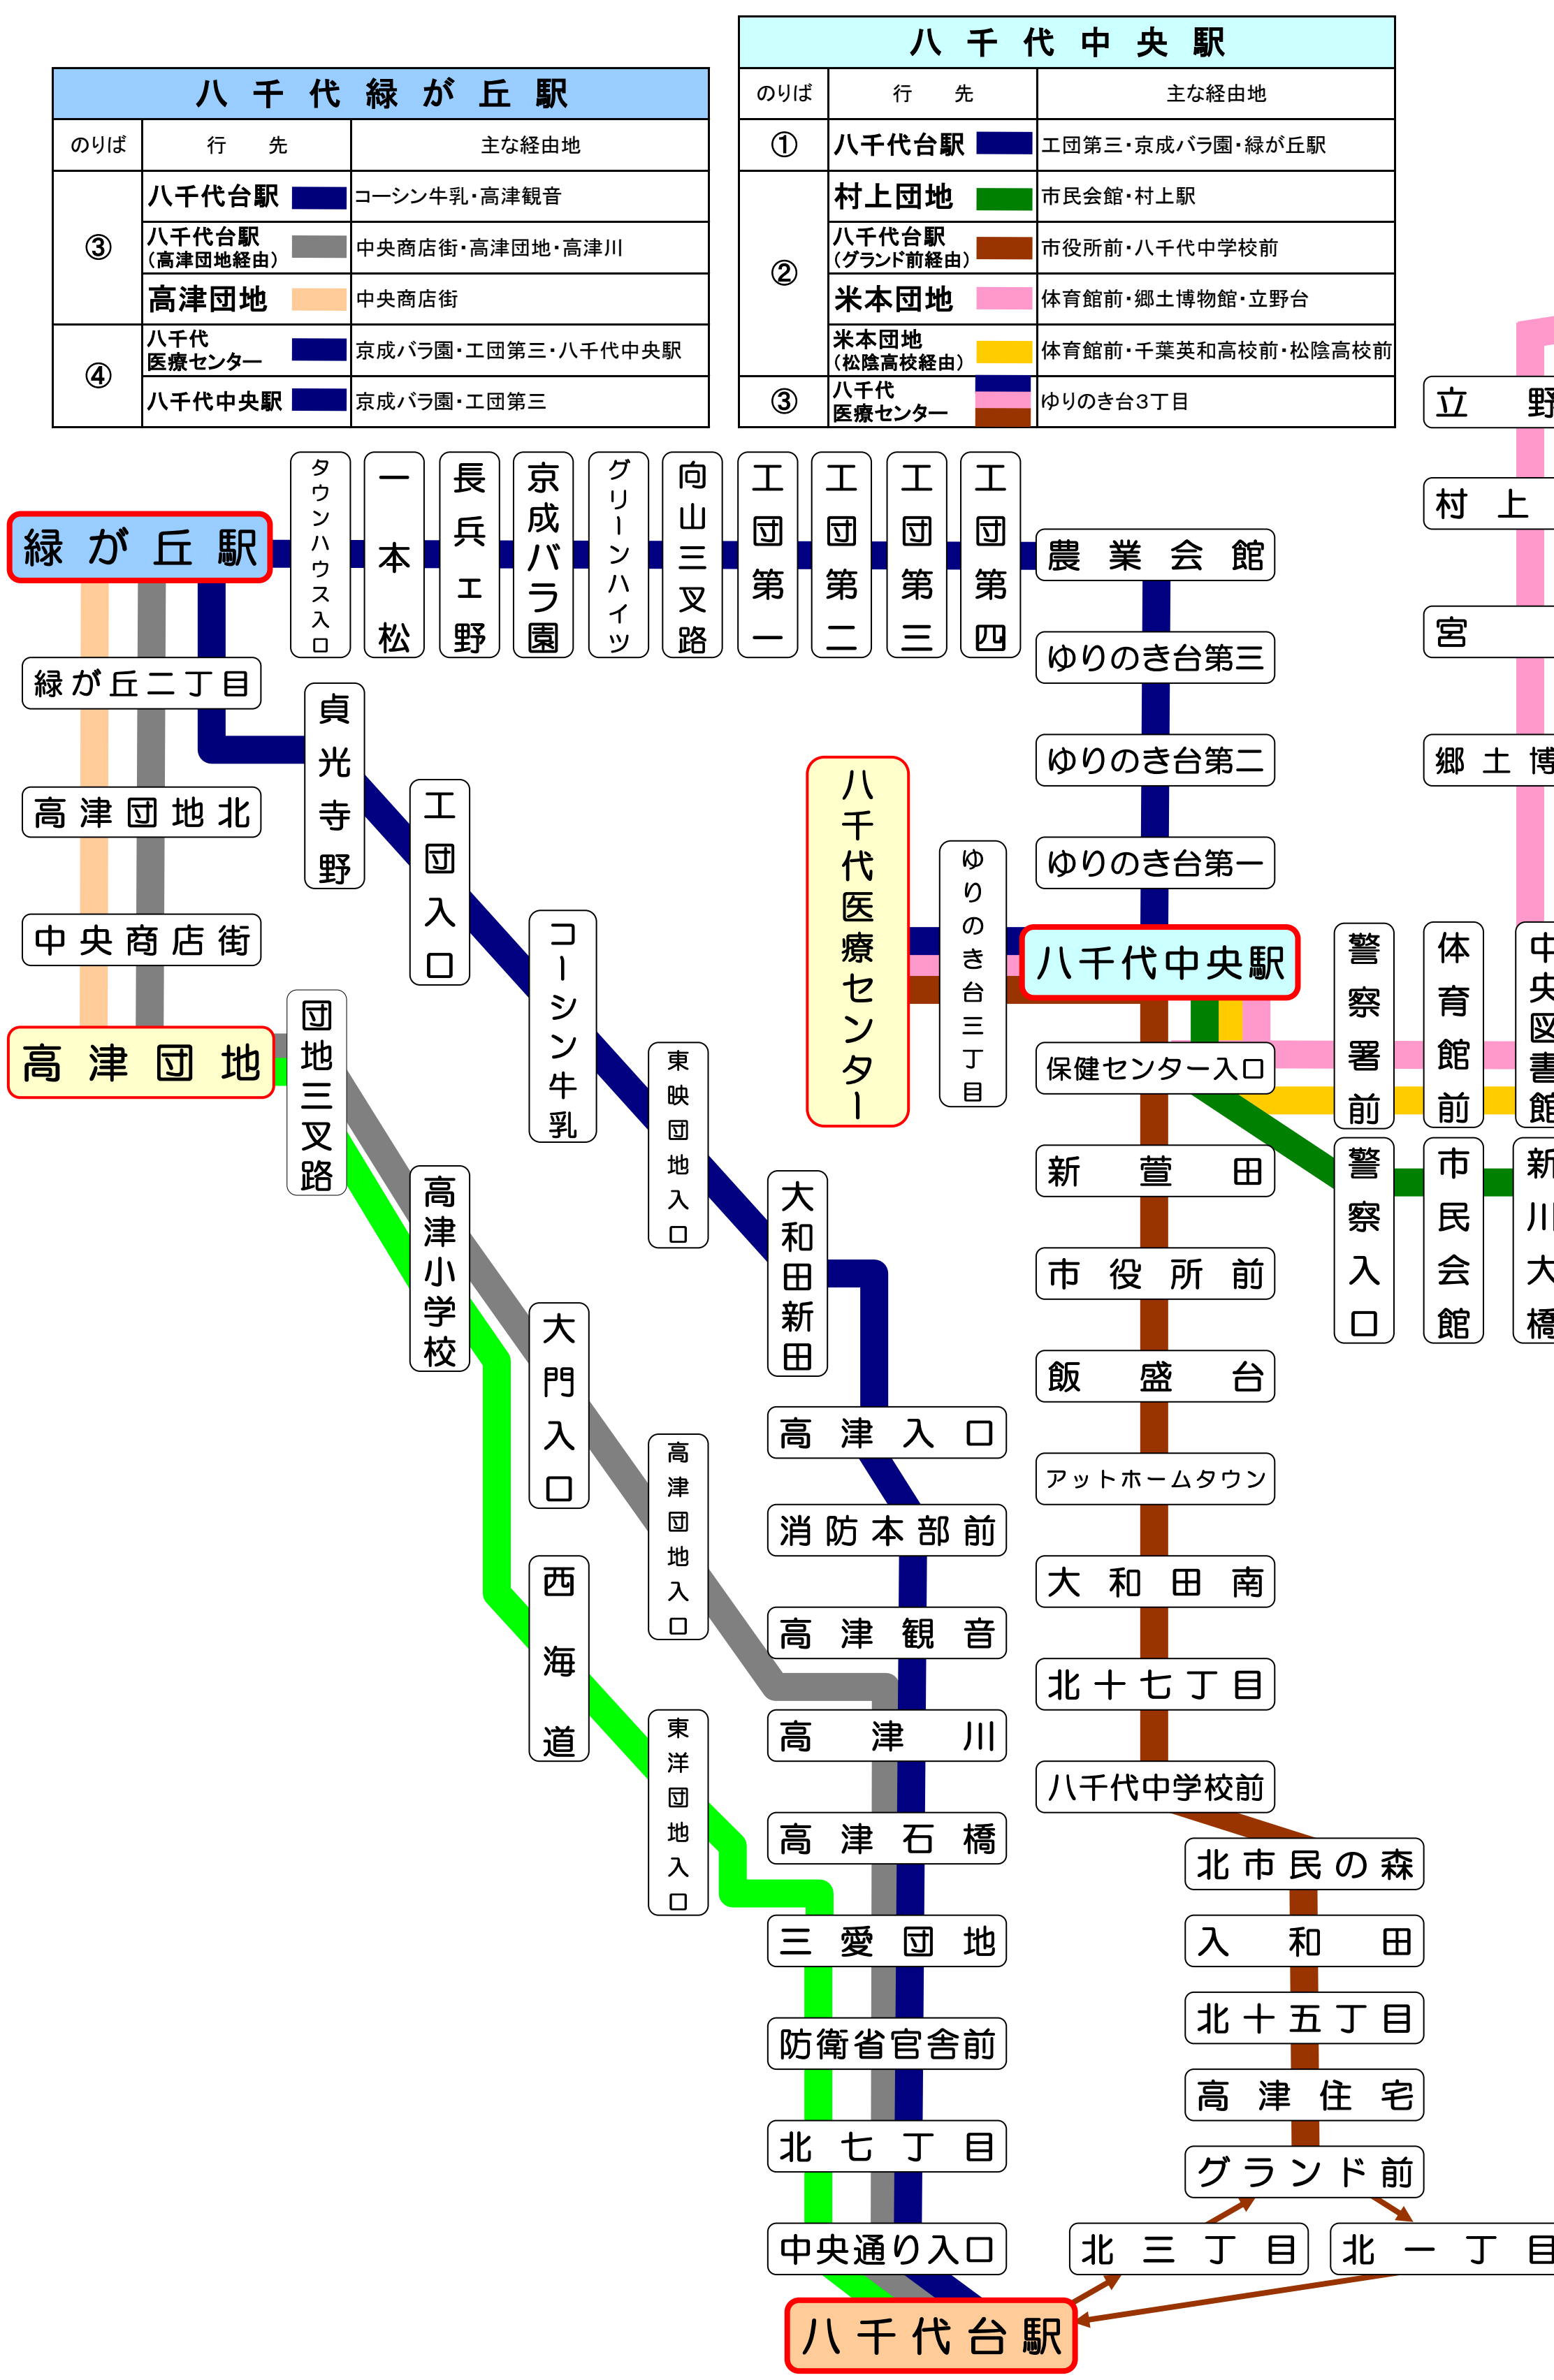 八千代緑が丘駅
のりば 行先 主な経由地
③ 八千代台駅 コーシン牛乳・高津観音
八千代台駅 (高津団地経由) 中央商店街・高津団地・高津川
高津団地 中央商店街
④ 八千代医療センター 京成バラ園・工団第三・八千代中央駅
八千代中央駅 京成バラ園・工団第三
八千代中央駅
のりば 行先 主な経由地
① 八千代台駅 工団第三・京成バラ園・緑が丘駅
② 村上団地 市民会館・村上駅
八千代台駅 (グランド前経由) 市役所前・八千代中学校前
米本団地 体育館前・郷土博物館・立野台
米本団地 (松陰高校経由) 体育館前・千葉英和高校前・松陰高校前
③ 八千代医療センター ゆりのき台3丁目
緑が丘駅
タウンハウス入口
一本松
長兵エ野
京成バラ園
グリーンハイツ
向山三叉路
工団第一
工団第二
工団第三
工団第四
農業会館
ゆりのき台第三
ゆりのき台第二
ゆりのき台第一
八千代中央駅
ゆりのき台三丁目
八千代医療センター
緑が丘二丁目
高津団地北
中央商店街
高津団地
貞光寺野
工団入口
コーシン牛乳
東映団地入口
大和田新田
高津入口
消防本部前
高津観音
高津川
高津石橋
三愛団地
防衛省官舎前
北七丁目
中央通り入口
八千代台駅
団地三叉路
高津小学校
大門入口
高津団地入口
西海道
東洋団地入口
保健センター入口
新萱田
市役所前
飯盛台
アットホームタウン
大和田南
北十七丁目
八千代中学校前
北市民の森
入和田
北十五丁目
高津住宅
グランド前
北三丁目
北一丁目
警察署前
体育館前
中央図書館
警察入口
市民会館
新川大橋
立野
村上
宮
郷土博